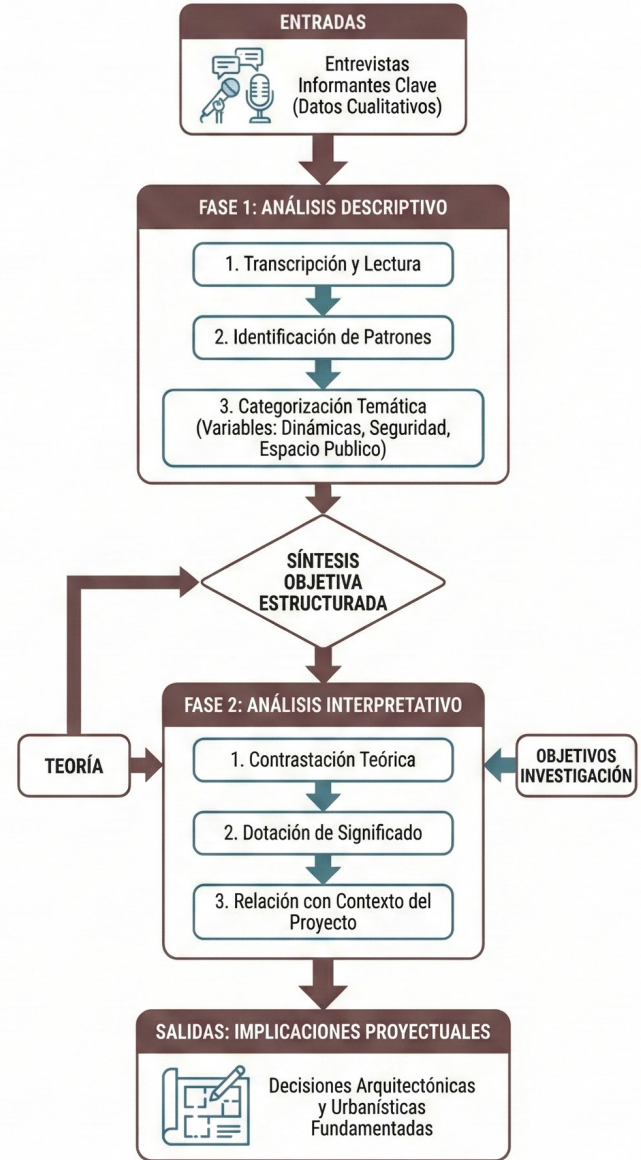 ENTRADAS
Entrevistas
Informantes Clave
(Datos Cualitativos)
FASE 1: ANÁLISIS DESCRIPTIVO
1. Transcripción y Lectura
2. Identificación de Patrones
3. Categorización Temática
(Variables: Dinámicas, Seguridad,
Espacio Publico)
SÍNTESIS
OBJETIVA
ESTRUCTURADA
FASE 2: ANÁLISIS INTERPRETATIVO
TEORÍA
1. Contrastación Teórica
OBJETIVOS
INVESTIGACIÓN
2. Dotación de Significado
3. Relación con Contexto del
Proyecto
SALIDAS: IMPLICACIONES PROYECTUALES
Decisiones Arquitectónicas
y Urbanísticas
Fundamentadas